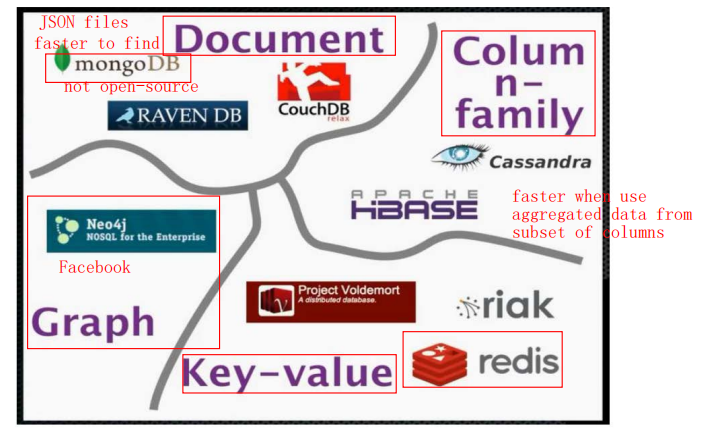 JSON files
faster to find
Document
mongoDB
not open-source
RAVEN DB
CouchDB
relax
Colum
n-
family
Cassandra
APACHE
HBASE
faster when use
aggregated data from
subset of columns
Neo4j
NOSQL for the Enterprise
Facebook
Graph
Project Voldemort
A distributed database.
riak
redis
Key-value